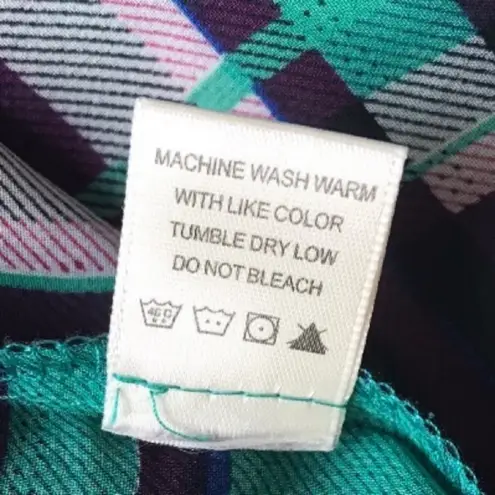 MACHINE WASH WARM
WITH LIKE COLOR
TUMBLE DRY LOW
DO NOT BLEACH